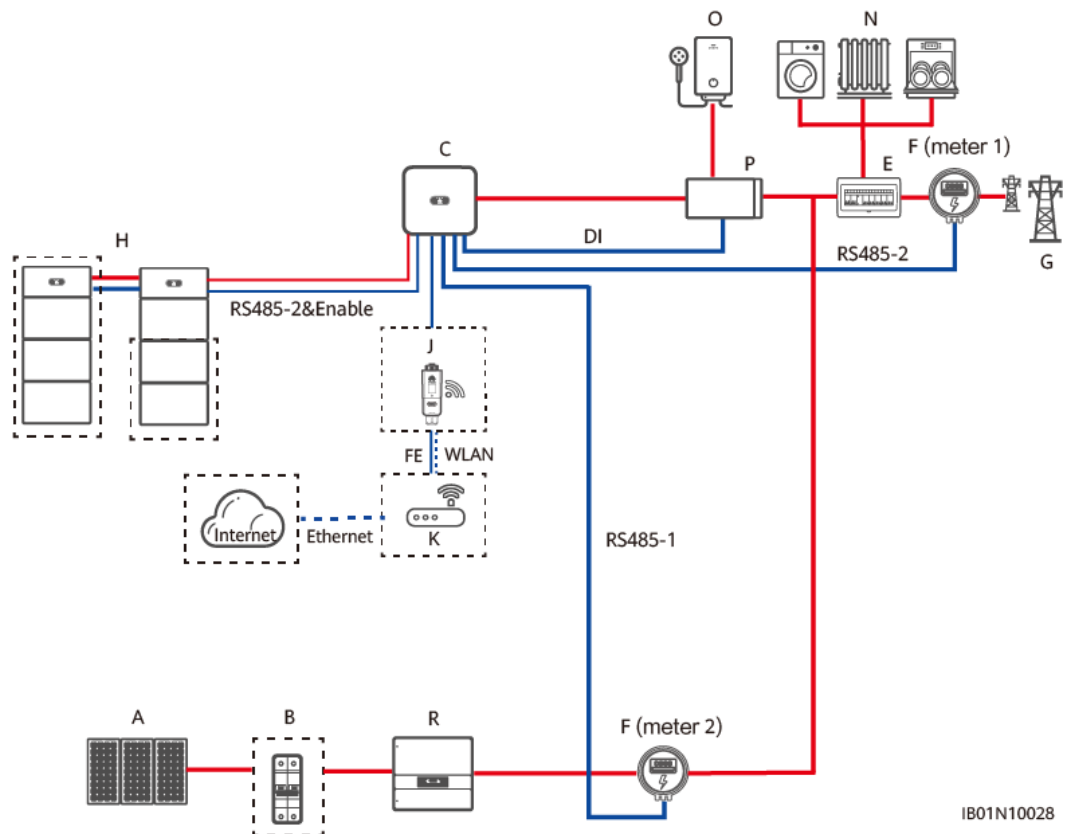 O
N
C
P
E
F (meter 1)
H
DI
RS485-2
G
RS485-2&Enable
J
FE
WLAN
Internet
Ethernet
K
RS485-1
A
B
R
F (meter 2)
IB01N10028